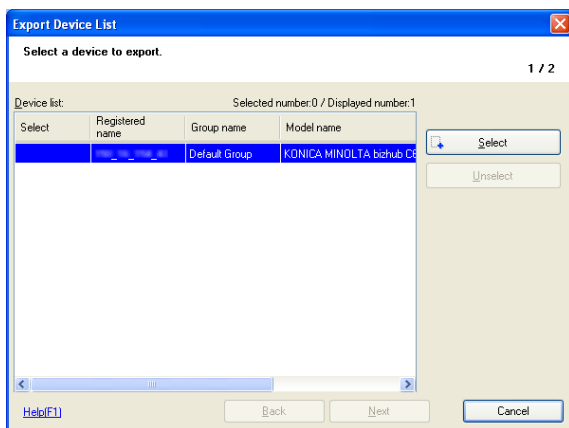 Export Device List
Select a device to export.
1 / 2
Device list: Selected number:0 / Displayed number:1
Select Registered name Group name Model name
Default Group KONICA MINOLTA bizhub C6
Select
Unselect
Help(F1) Back Next Cancel